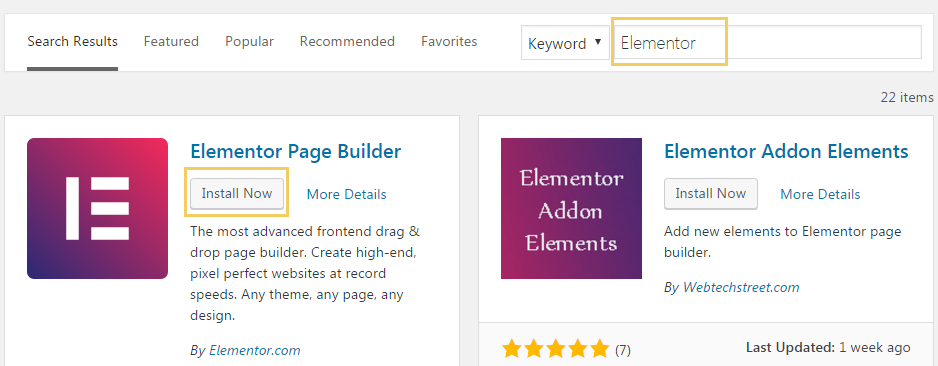 Search Results Featured Popular Recommended Favorites Keyword Elementor
22 items
Elementor Page Builder
Install Now More Details
The most advanced frontend drag &
drop page builder. Create high-end,
pixel perfect websites at record
speeds. Any theme, any page, any
design.
By Elementor.com
Elementor
Addon
Elements
Elementor Addon Elements
Install Now More Details
Add new elements to Elementor page
builder.
By Webtechstreet.com
(7) Last Updated: 1 week ago